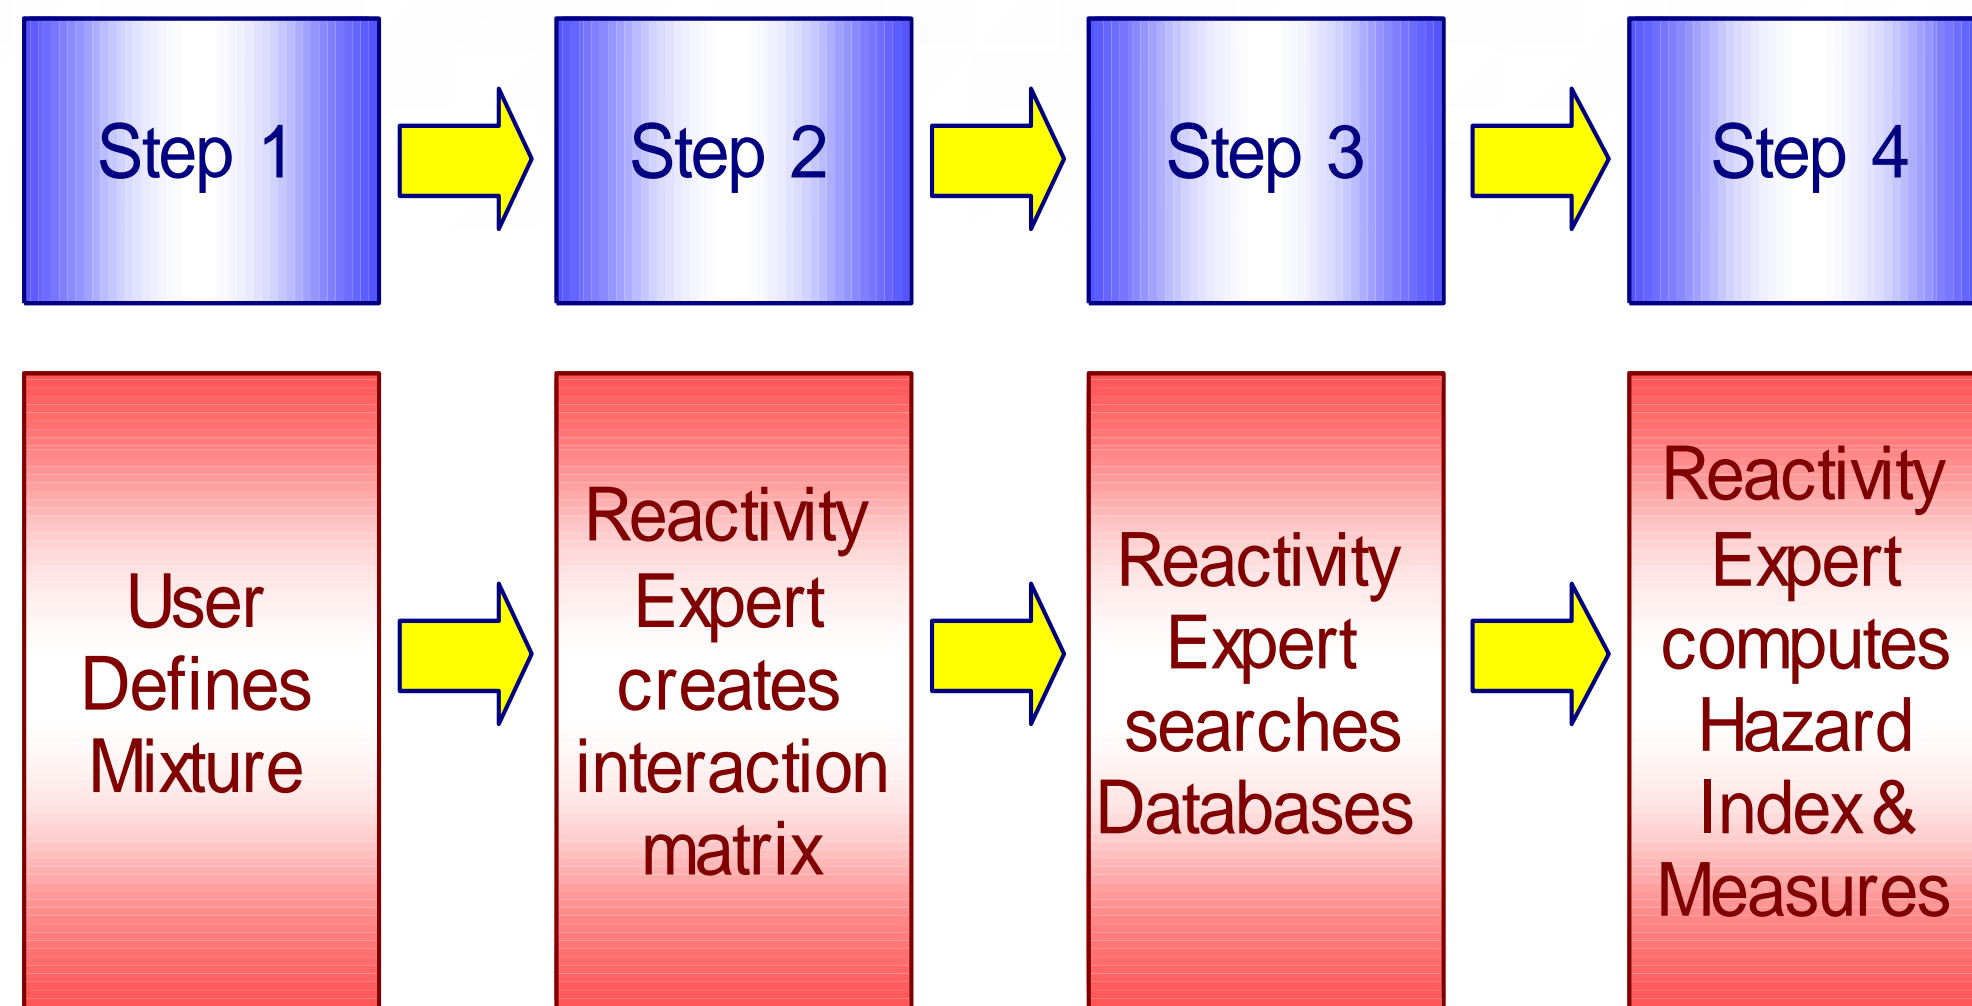 Step 1
Step 2
Step 3
Step 4
User
Defines
Mixture
Reactivity
Expert
creates
interaction
matrix
Reactivity
Expert
searches
Databases
Reactivity
Expert
computes
Hazard
Index &
Measures